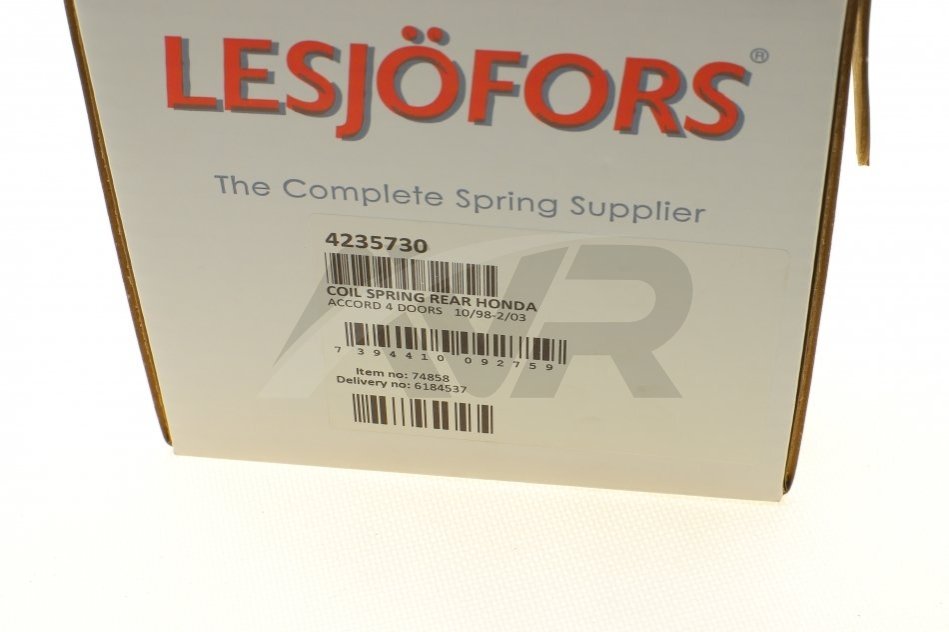 LESJÖFORS®
The Complete Spring Supplier
4235730
COIL SPRING REAR HONDA
ACCORD 4 DOORS 10/98-2/03
7 394410 092759
Item no: 74858
Delivery no: 6184537
AVR